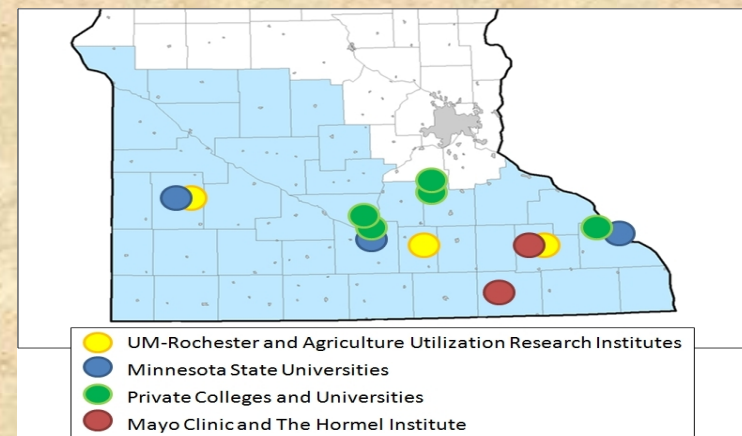 UM-Rochester and Agriculture Utilization Research Institutes
Minnesota State Universities
Private Colleges and Universities
Mayo Clinic and The Hormel Institute